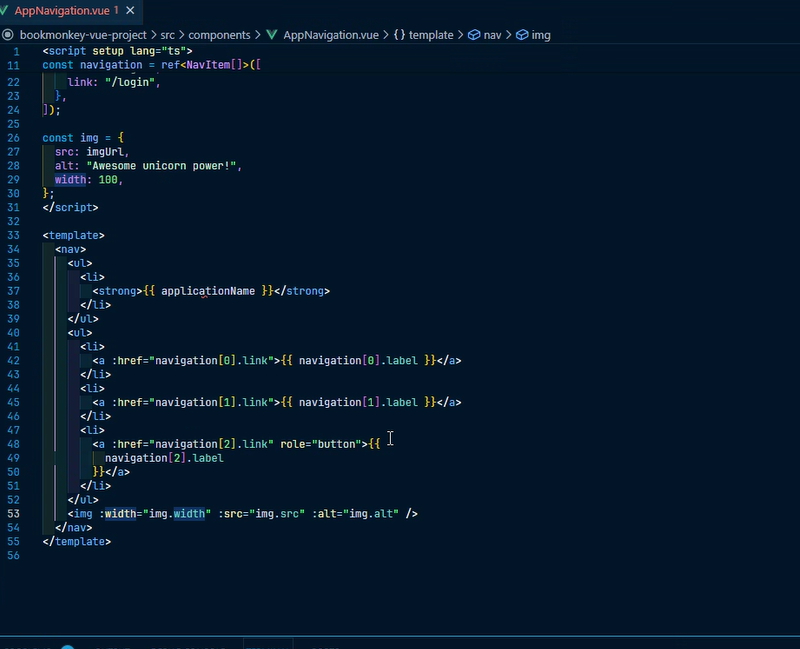 AppNavigation.vue 1 ×
bookmonkey-vue-project > src > components > AppNavigation.vue > {} template > nav > img
1 <script setup lang="ts">
11 const navigation = ref<NavItem[]>([
22 link: "/login",
23 },
24 ]);
25
26 const img = {
27 src: imgUrl,
28 alt: "Awesome unicorn power!",
29 width: 100,
30 };
31 </script>
32
33 <template>
34 <nav>
35 <ul>
36 <li>
37 <strong>{{ applicationName }}</strong>
38 </li>
39 </ul>
40 <ul>
41 <li>
42 <a :href="navigation[0].link">{{ navigation[0].label }}</a>
43 </li>
44 <li>
45 <a :href="navigation[1].link">{{ navigation[1].label }}</a>
46 </li>
47 <li>
48 <a :href="navigation[2].link" role="button">{{
49 navigation[2].label
50 }}</a>
51 </li>
52 </ul>
53 <img :width="img.width" :src="img.src" :alt="img.alt" />
54 </nav>
55 </template>
56